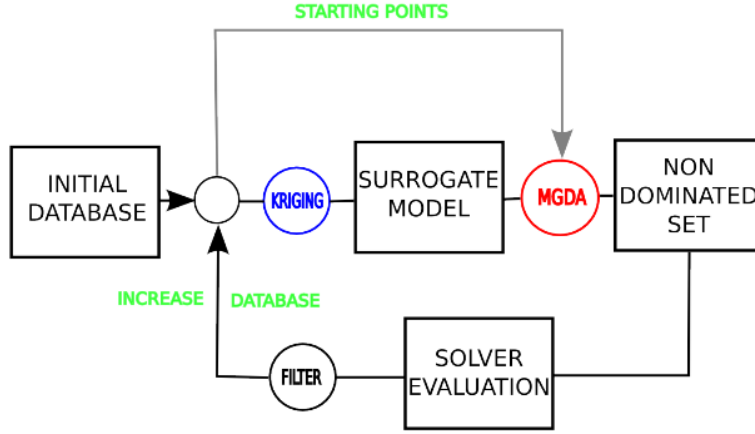 STARTING POINTS
INITIAL
DATABASE
KRIGING
SURROGATE
MODEL
MGDA
NON
DOMINATED
SET
INCREASE DATABASE
FILTER
SOLVER
EVALUATION